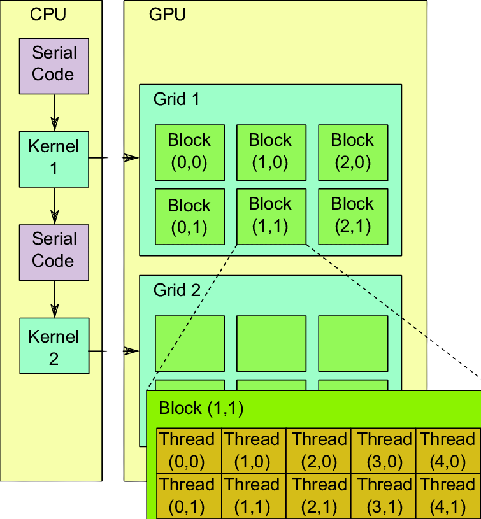 CPU
GPU
Serial
Code
Kernel
1
Serial
Code
Kernel
2
Grid 1
Block
(0,0)
Block
(1,0)
Block
(2,0)
Block
(0,1)
Block
(1,1)
Block
(2,1)
Grid 2
Block (1,1)
Thread
(0,0)
Thread
(1,0)
Thread
(2,0)
Thread
(3,0)
Thread
(4,0)
Thread
(0,1)
Thread
(1,1)
Thread
(2,1)
Thread
(3,1)
Thread
(4,1)